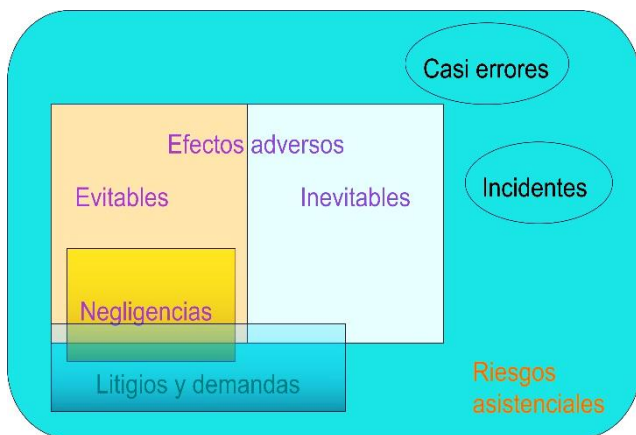 Casi errores
Efectos adversos
Evitables
Inevitables
Incidentes
Negligencias
Litigios y demandas
Riesgos
asistenciales